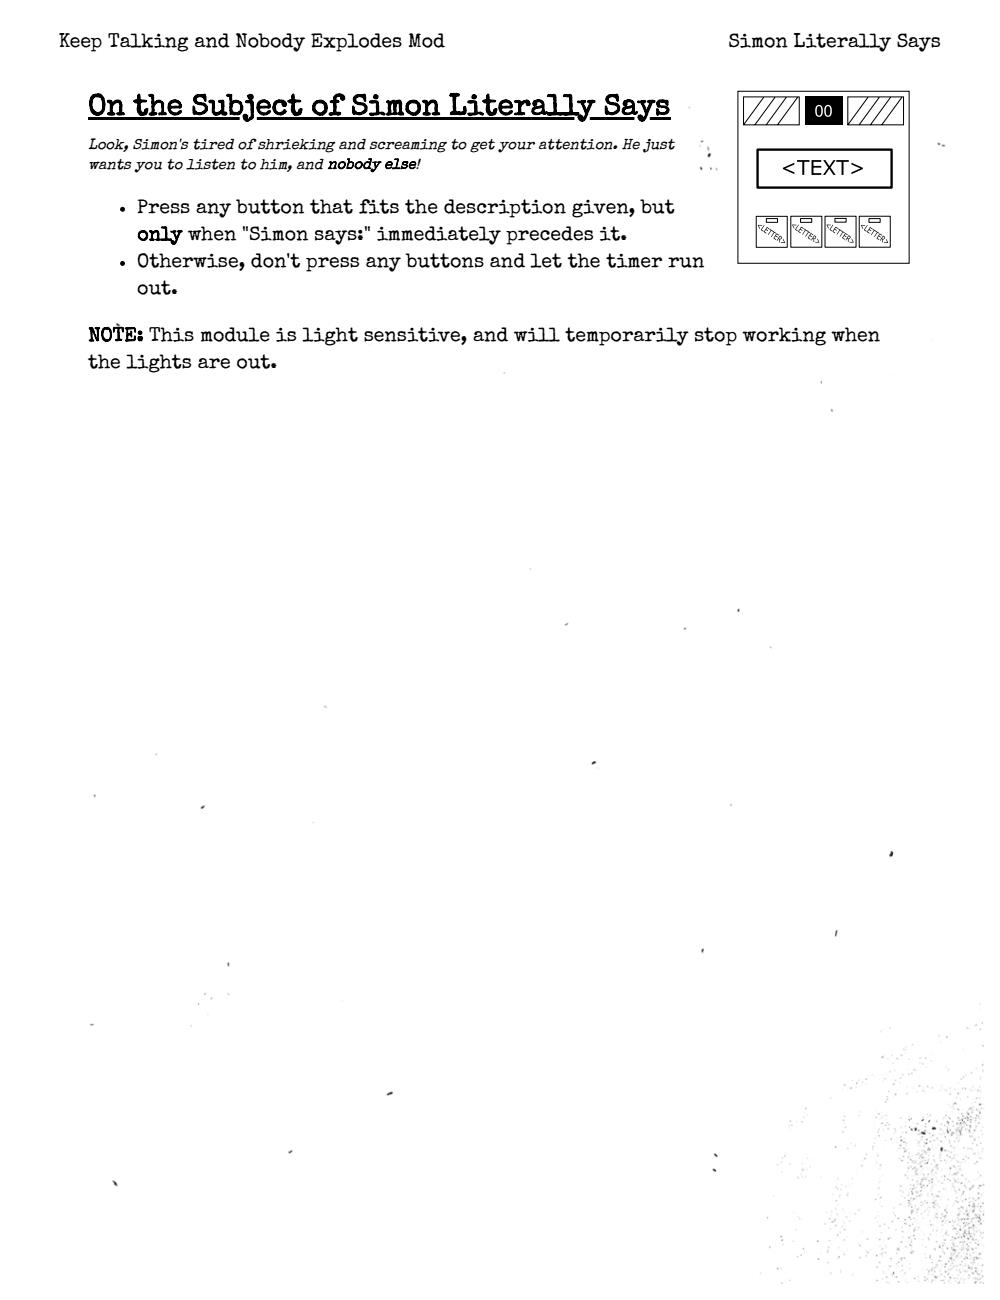 Keep Talking and Nobody Explodes Mod
Simon Literally Says
On the Subject of Simon Literally Says
Look, Simon's tired of shrieking and screaming to get your attention. He just
wants you to listen to him, and nobody else!
• Press any button that fits the description given, but
only when "Simon says:" immediately precedes it.
• Otherwise, don't press any buttons and let the timer run
out.
00
<TEXT>
<LETTER> <LETTER> <LETTER> <LETTER>
NOTE: This module is light sensitive, and will temporarily stop working when
the lights are out.